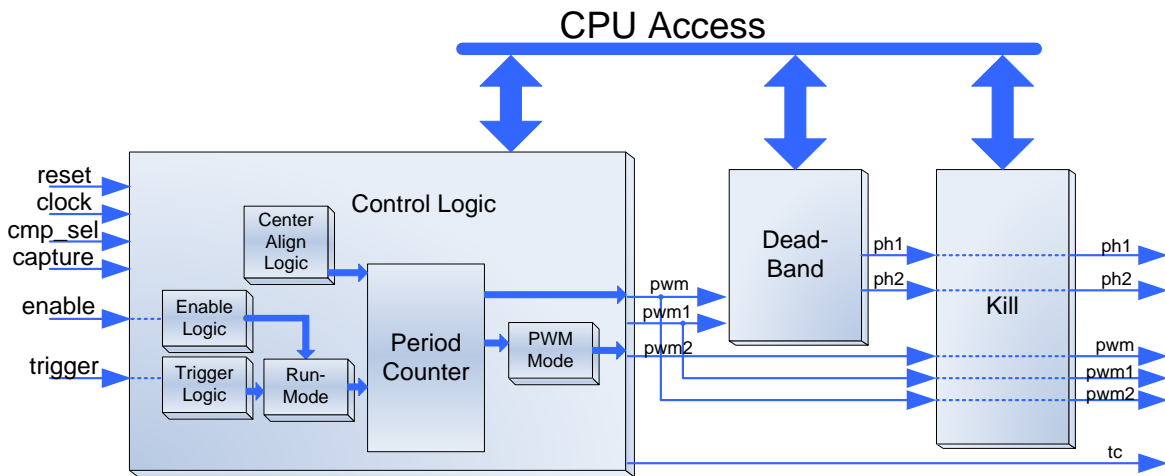 CPU Access
reset
clock
cmp_sel
capture
enable
trigger
Control Logic
Center
Align
Logic
Enable
Logic
Trigger
Logic
Run-
Mode
Period
Counter
PWM
Mode
pwm
pwm1
pwm2
Dead-
Band
ph1
ph2
Kill
ph1
ph2
pwm
pwm1
pwm2
tc